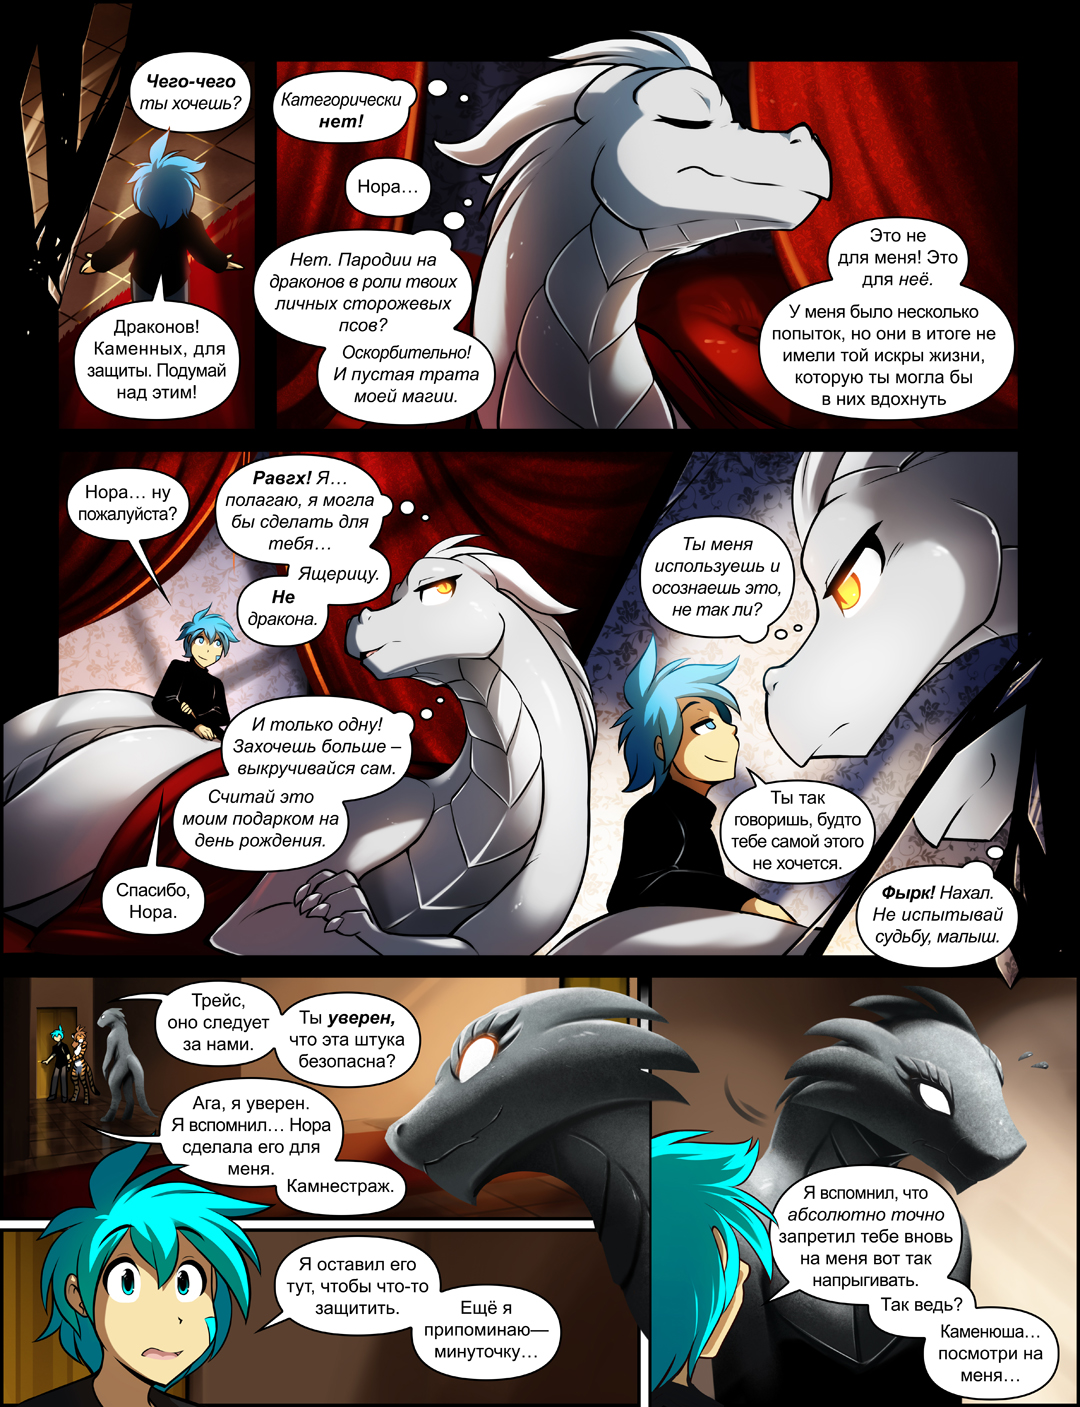 Чего-чего
ты хочешь?
Драконов!
Каменных, для
защиты. Подумай
над этим!
Категорически
нет!
Нора…
Нет. Пародии на
драконов в роли твоих
личных сторожевых
псов?
Оскорбительно!
И пустая трата
моей магии.
Это не
для меня! Это
для неё.
У меня было несколько
попыток, но они в итоге не
имели той искры жизни,
которую ты могла бы
в них вдохнуть
Нора… ну
пожалуйста?
Равгх! Я…
полагаю, я могла
бы сделать для
тебя…
Ящерицу.
Не
дракона.
И только одну!
Захочешь больше –
выкручивайся сам.
Считай это
моим подарком на
день рождения.
Спасибо,
Нора.
Ты меня
используешь и
осознаешь это,
не так ли?
Ты так
говоришь, будто
тебе самой этого
не хочется.
Фырк! Нахал.
Не испытывай
судьбу, малыш.
Трейс,
оно следует
за нами.
Ты уверен,
что эта штука
безопасна?
Ага, я уверен.
Я вспомнил… Нора
сделала его для
меня.
Камнестраж.
Я оставил его
тут, чтобы что-то
защитить.
Ещё я
припоминаю—
минуточку…
Я вспомнил, что
абсолютно точно
запретил тебе вновь
на меня вот так
напрыгивать.
Так ведь?
Каменюша…
посмотри на
меня…